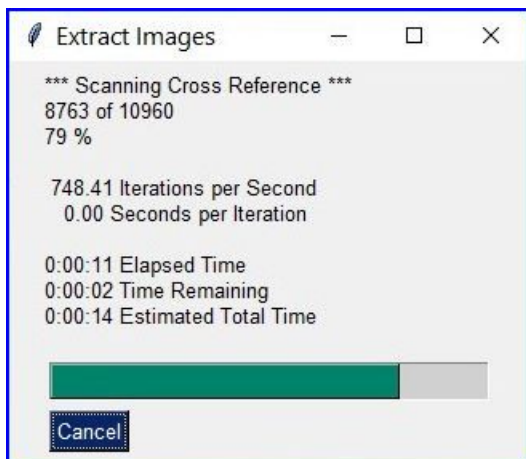 Extract Images
*** Scanning Cross Reference ***
8763 of 10960
79 %
748.41 Iterations per Second
0.00 Seconds per Iteration
0:00:11 Elapsed Time
0:00:02 Time Remaining
0:00:14 Estimated Total Time
Cancel